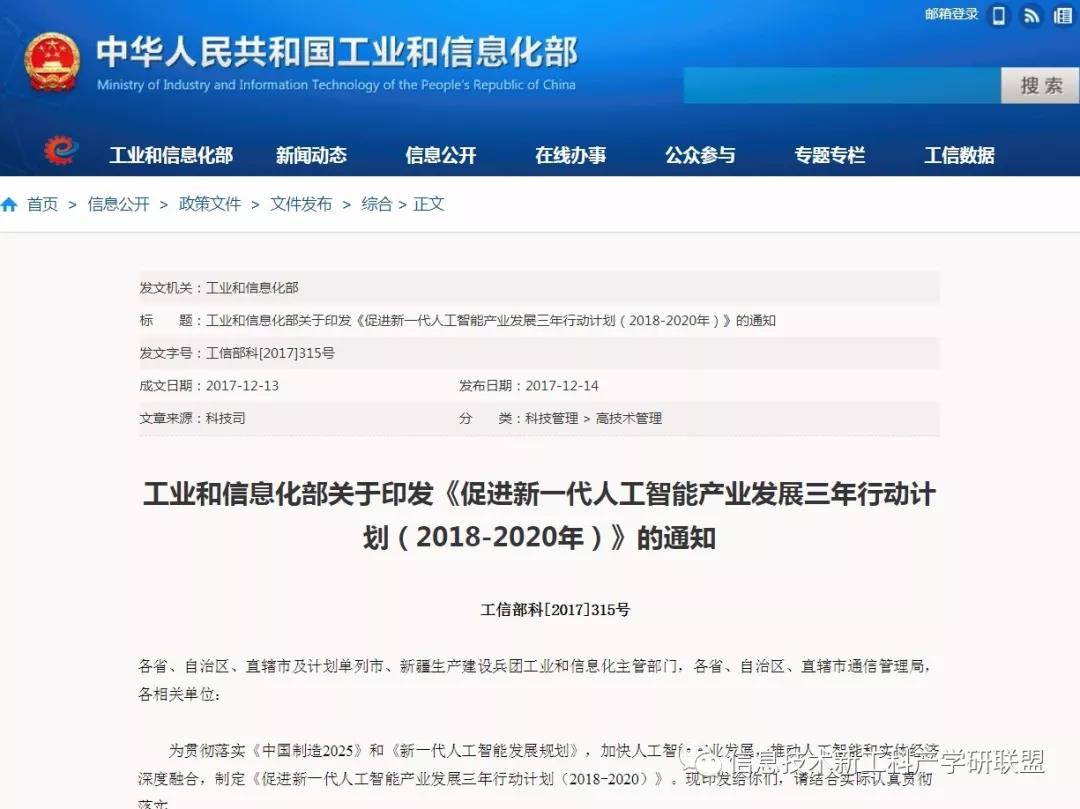 邮箱登录
中华人民共和国工业和信息化部
Ministry of Industry and Information Technology of the People's Republic of China
搜索
工业和信息化部 新闻动态 信息公开 在线办事 公众参与 专题专栏 工信数据
首页 > 信息公开 > 政策文件 > 文件发布 > 综合 > 正文
发文机关：工业和信息化部
标 题：工业和信息化部关于印发《促进新一代人工智能产业发展三年行动计划（2018-2020年）》的通知
发文字号：工信部科[2017]315号
成文日期：2017-12-13 发布日期：2017-12-14
文章来源：科技司 分 类：科技管理 > 高技术管理
工业和信息化部关于印发《促进新一代人工智能产业发展三年行动计
划（2018-2020年）》的通知
工信部科[2017]315号
各省、自治区、直辖市及计划单列市、新疆生产建设兵团工业和信息化主管部门，各省、自治区、直辖市通信管理局，
各相关单位：
为贯彻落实《中国制造2025》和《新一代人工智能发展规划》，加快人工智能产业发展，推动人工智能和实体经济
深度融合，制定《促进新一代人工智能产业发展三年行动计划（2018-2020）》。现印发给你们，请结合实际认真贯彻
落实。
信息技术新工科产学研联盟